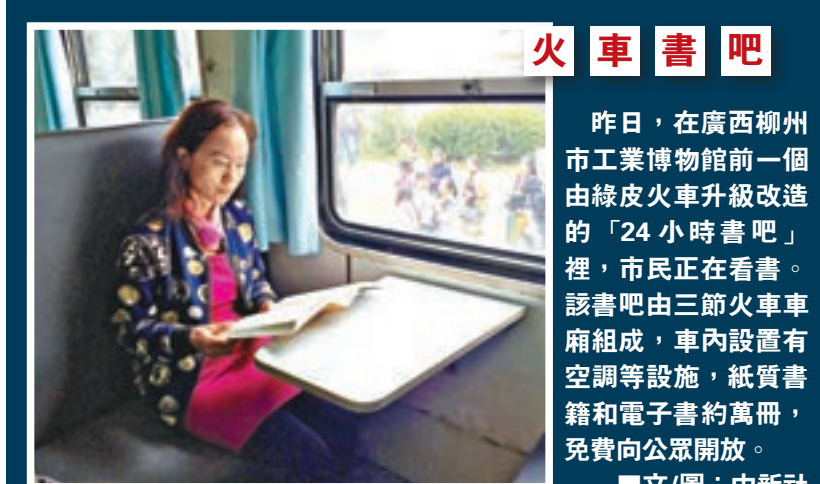 火車書吧
昨日，在廣西柳州
市工業博物館前一個
由綠皮火車升級改造
的「24小時書吧」
裡，市民正在看書。
該書吧由三節火車車
廂組成，車內設置有
空調等設施，紙質書
籍和電子書約萬冊，
免費向公眾開放。
■文/圖：中新社